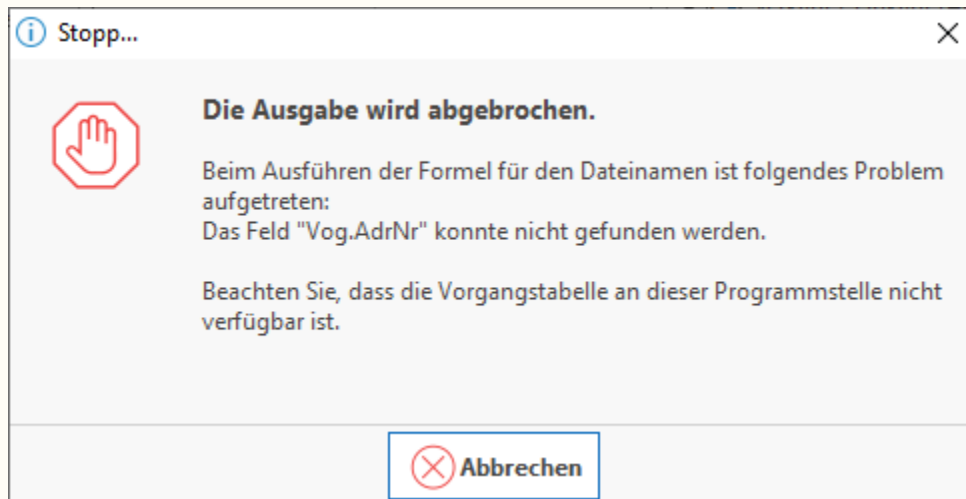 Stopp...
Die Ausgabe wird abgebrochen.
Beim Ausführen der Formel für den Dateinamen ist folgendes Problem
aufgetreten:
Das Feld "Vog.AdrNr" konnte nicht gefunden werden.
Beachten Sie, dass die Vorgangstabelle an dieser Programmstelle nicht
verfügbar ist.
Abbrechen